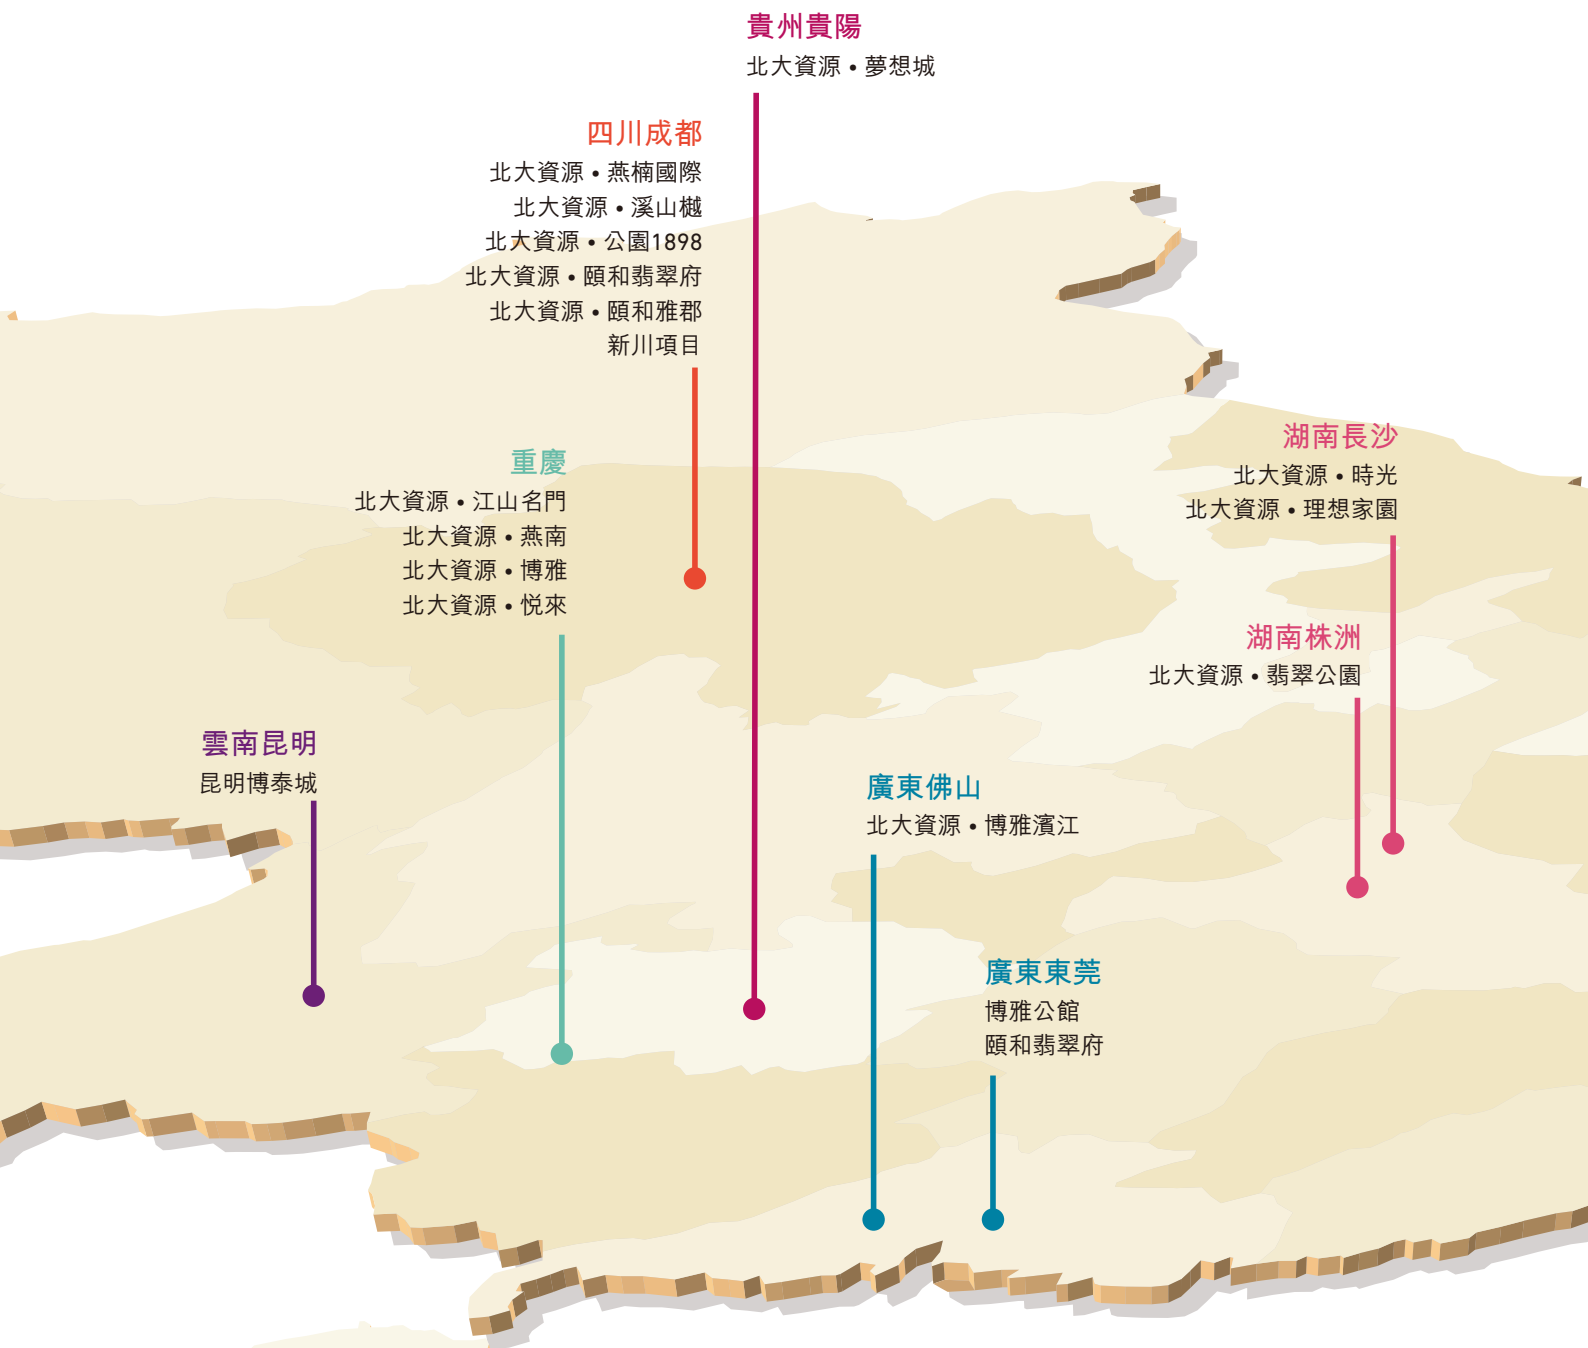 貴州貴陽
北大資源•夢想城
四川成都
北大資源•燕楠國際
北大資源•溪山樾
北大資源•公園1898
北大資源•頤和翡翠府
北大資源•頤和雅郡
新川項目
重慶
北大資源•江山名門
北大資源•燕南
北大資源•博雅
北大資源•悦來
湖南長沙
北大資源•時光
北大資源•理想家園
湖南株洲
北大資源•翡翠公園
雲南昆明
昆明博泰城
廣東佛山
北大資源•博雅濱江
廣東東莞
博雅公館
頤和翡翠府